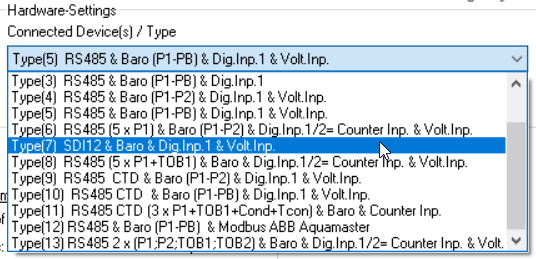 Hardware-Settings
Connected Device(s) / Type
Type(5) RS485 & Baro (P1-PB) & Dig.Inp.1 & Volt.Inp.
Type(3) RS485 & Baro (P1-PB) & Dig.Inp.1
Type(4) RS485 & Baro (P1-P2) & Dig.Inp.1 & Volt.Inp.
Type(5) RS485 & Baro (P1-PB) & Dig.Inp.1 & Volt.Inp.
Type(6) RS485 (5 x P1) & Baro (P1-P2) & Dig.Inp.1/2= Counter Inp. & Volt.Inp.
Type(7) SDI12 & Baro & Dig.Inp.1 & Volt.Inp.
Type(8) RS485 (5 x P1+TOB1) & Baro & Dig.Inp.1/2= Counter Inp. & Volt.Inp.
Type(9) RS485 CTD & Baro (P1-P2) & Dig.Inp.1 & Volt.Inp.
Type(10) RS485 CTD & Baro (P1-PB) & Dig.Inp.1 & Volt.Inp.
Type(11) RS485 CTD (3 x P1+TOB1+Cond+Tcon) & Baro & Counter Inp.
Type(12) RS485 & Baro (P1-PB) & Modbus ABB Aquamaster
Type(13) RS485 2 x (P1;P2;TOB1;TOB2) & Baro & Dig.Inp.1/2= Counter Inp. & Volt.